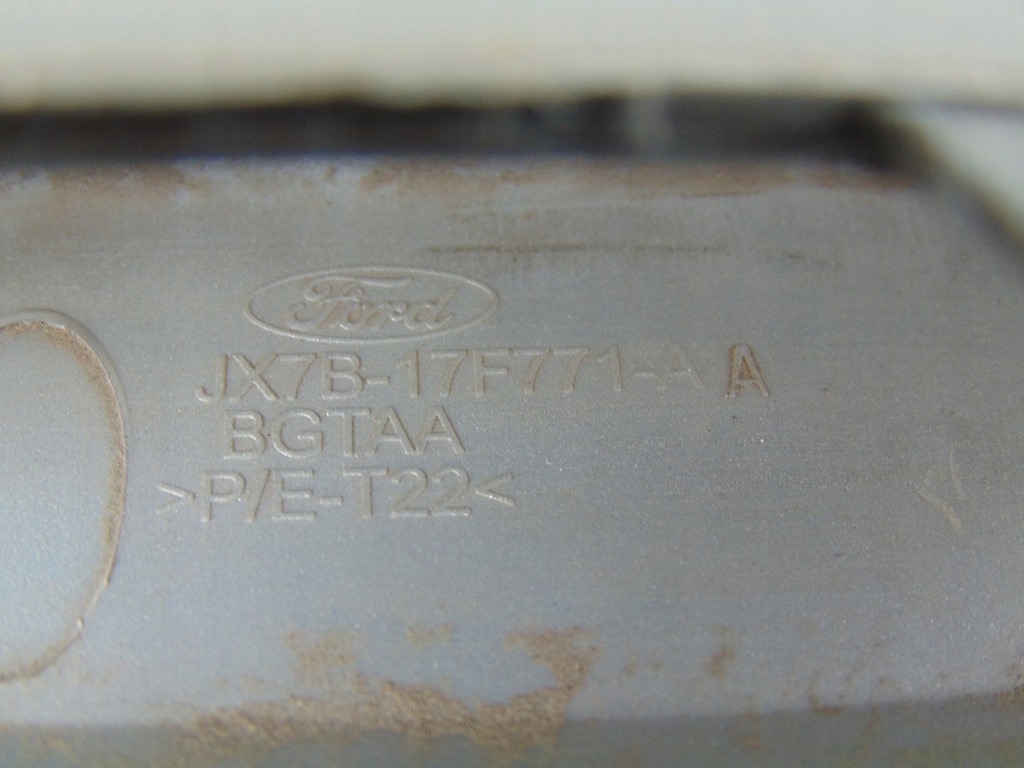 Ford
JX7B-17F771-A A
BGTAA
>P/E-T22<